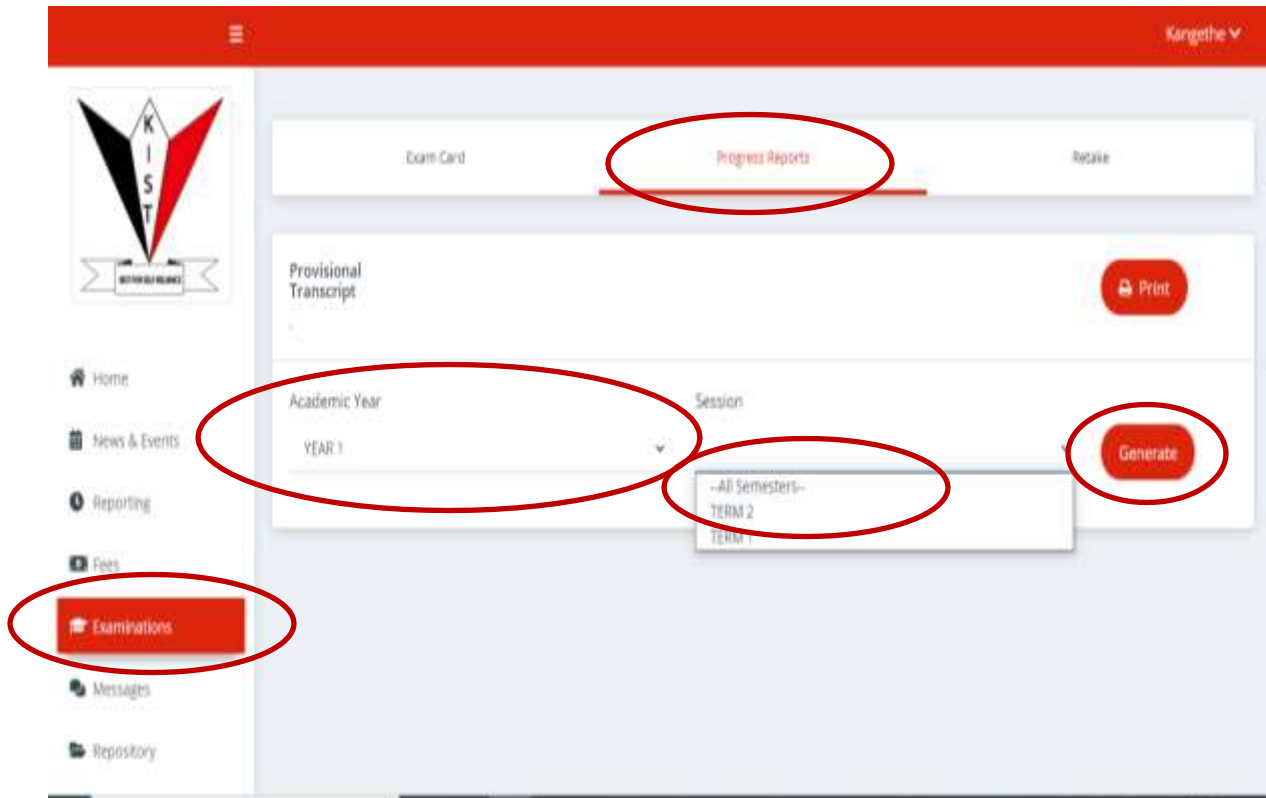 Kangethe
K
I
S
T
Exam Card
Progress Reports
Retake
Provisional
Transcript
Print
Home
News & Events
Reporting
Fees
Examinations
Messages
Repository
Academic Year
YEAR 1
Session
Generate
--All Semesters--
TERM 2
TERM 1